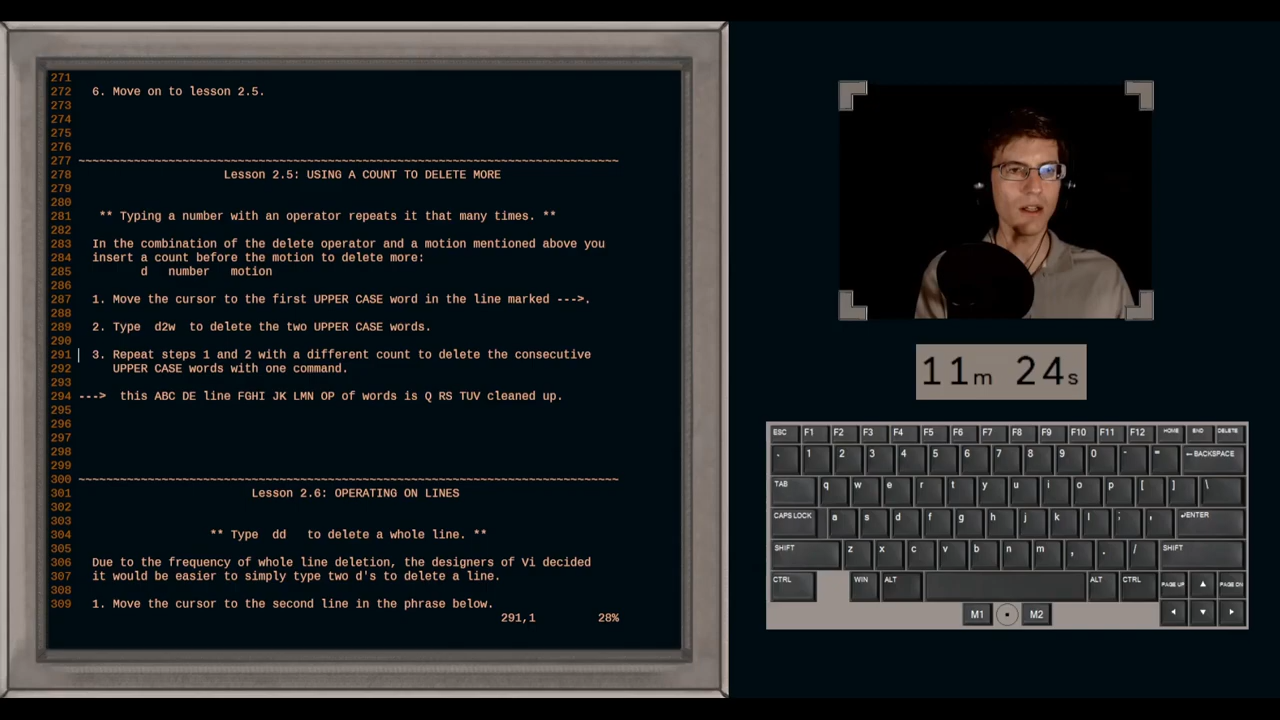 271
272 6. Move on to lesson 2.5.
273
274
275
276
277 ~~~~~~~~~~~~~~~~~~~~~~~~~~~~~~~~~~~~~~~~~~~~~~~~~~~~~~~~~~~~~~~~~~~~~~~~~~~~~~
278 Lesson 2.5: USING A COUNT TO DELETE MORE
279
280
281 ** Typing a number with an operator repeats it that many times. **
282
283 In the combination of the delete operator and a motion mentioned above you
284 insert a count before the motion to delete more:
285 d number motion
286
287 1. Move the cursor to the first UPPER CASE word in the line marked --->.
288
289 2. Type d2w to delete the two UPPER CASE words.
290
291 3. Repeat steps 1 and 2 with a different count to delete the consecutive
292 UPPER CASE words with one command.
293
294 ---> this ABC DE line FGHI JK LMN OP of words is Q RS TUV cleaned up.
295
296
297
298
299
300 ~~~~~~~~~~~~~~~~~~~~~~~~~~~~~~~~~~~~~~~~~~~~~~~~~~~~~~~~~~~~~~~~~~~~~~~~~~~~~~
301 Lesson 2.6: OPERATING ON LINES
302
303
304 ** Type dd to delete a whole line. **
305
306 Due to the frequency of whole line deletion, the designers of Vi decided
307 it would be easier to simply type two d's to delete a line.
308
309 1. Move the cursor to the second line in the phrase below.
291,1 28%
11m 24s
ESC F1 F2 F3 F4 F5 F6 F7 F8 F9 F10 F11 F12 HOME END DELETE
1 2 3 4 5 6 7 8 9 0 - = ←BACKSPACE
TAB q w e r t y u i o p [ ] \
CAPS LOCK a s d f g h j k l ; ↵ENTER
SHIFT z x c v b n m , . / SHIFT
CTRL WIN ALT ALT CTRL PAGE UP ▲ PAGE DN
M1 M2 ◄ ▼ ►